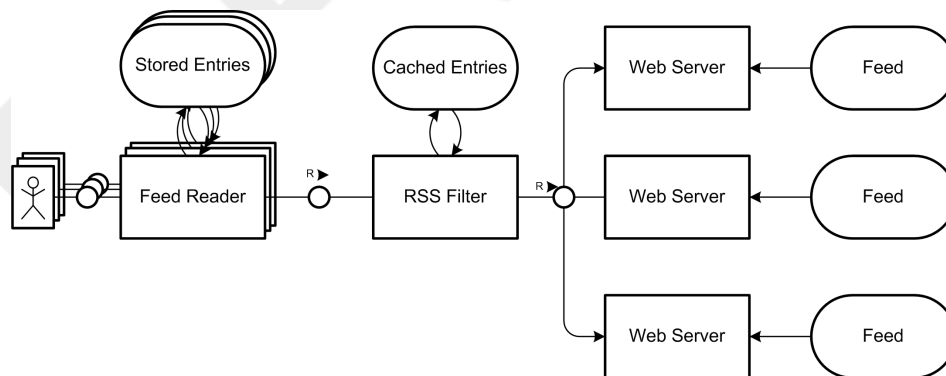 Stored Entries
Cached Entries
Web Server
Feed
Feed Reader
R
RSS Filter
R
Web Server
Feed
Web Server
Feed